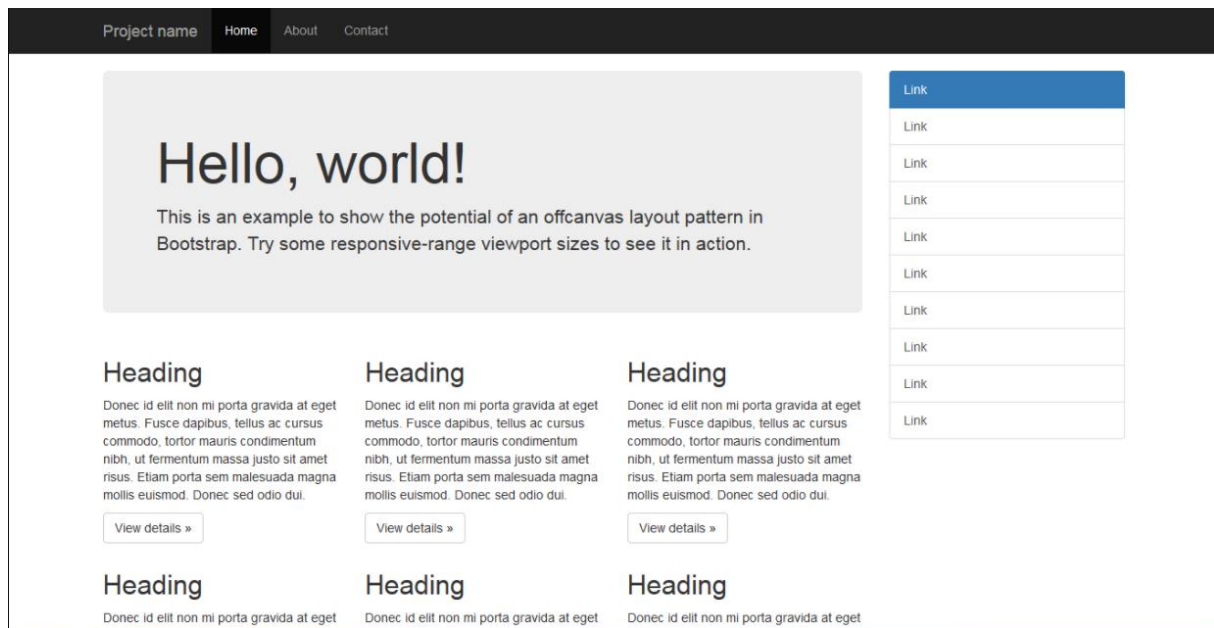 Project name Home About Contact
Hello, world!
This is an example to show the potential of an offcanvas layout pattern in
Bootstrap. Try some responsive-range viewport sizes to see it in action.
Link
Link
Link
Link
Link
Link
Link
Link
Link
Link
Heading
Donec id elit non mi porta gravida at eget
metus. Fusce dapibus, tellus ac cursus
commodo, tortor mauris condimentum
nibh, ut fermentum massa justo sit amet
risus. Etiam porta sem malesuada magna
mollis euismod. Donec sed odio dui.
View details »
Heading
Donec id elit non mi porta gravida at eget
metus. Fusce dapibus, tellus ac cursus
commodo, tortor mauris condimentum
nibh, ut fermentum massa justo sit amet
risus. Etiam porta sem malesuada magna
mollis euismod. Donec sed odio dui.
View details »
Heading
Donec id elit non mi porta gravida at eget
metus. Fusce dapibus, tellus ac cursus
commodo, tortor mauris condimentum
nibh, ut fermentum massa justo sit amet
risus. Etiam porta sem malesuada magna
mollis euismod. Donec sed odio dui.
View details »
Heading
Donec id elit non mi porta gravida at eget
Heading
Donec id elit non mi porta gravida at eget
Heading
Donec id elit non mi porta gravida at eget